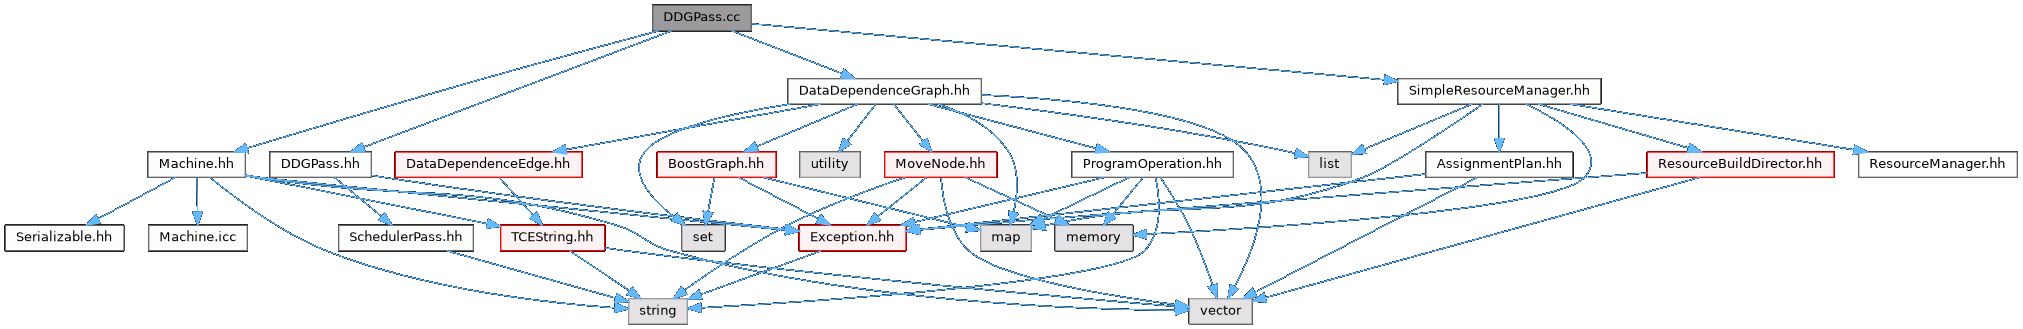 DDGPass.cc
DataDependenceGraph.hh
SimpleResourceManager.hh
Machine.hh
DDGPass.hh
DataDependenceEdge.hh
BoostGraph.hh
utility
MoveNode.hh
ProgramOperation.hh
list
AssignmentPlan.hh
ResourceBuildDirector.hh
ResourceManager.hh
Serializable.hh
Machine.icc
SchedulerPass.hh
TCEString.hh
set
Exception.hh
map
memory
string
vector